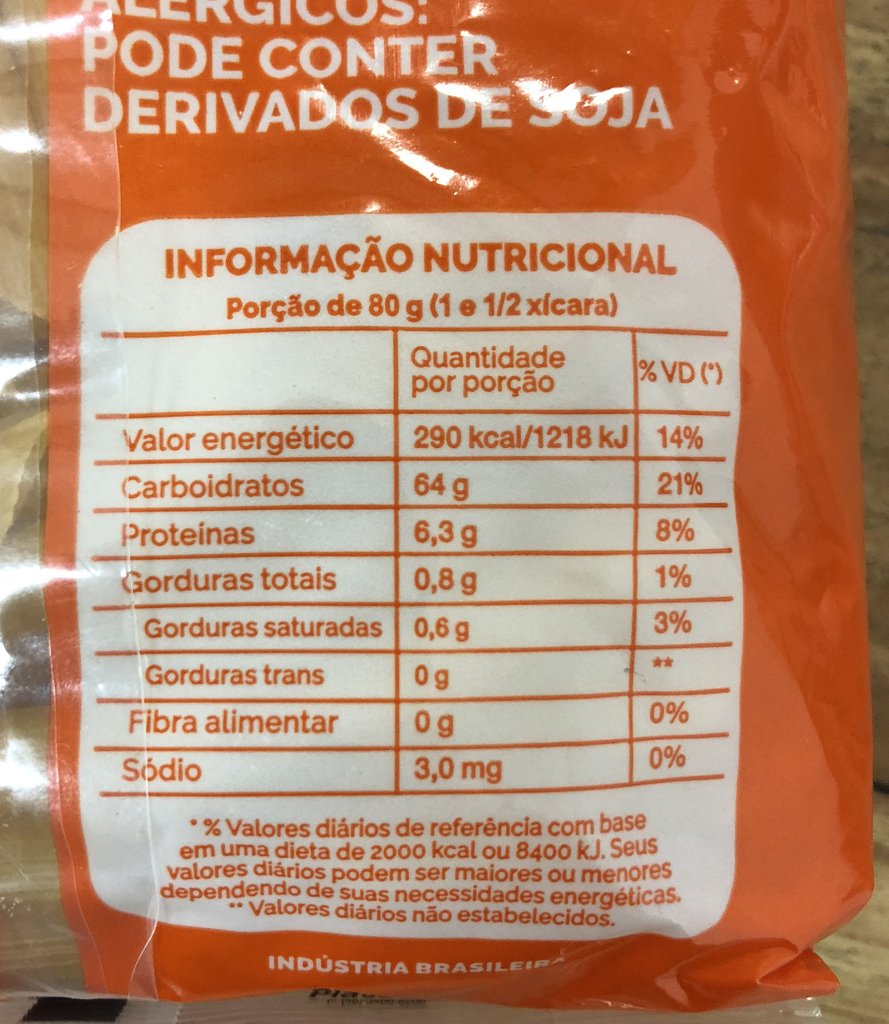 ALÉRGICOS:
PODE CONTER
DERIVADOS DE SOJA
INFORMAÇÃO NUTRICIONAL
Porção de 80 g (1 e 1/2 xícara)
Quantidade por porção % VD (*)
Valor energético 290 kcal/1218 kJ 14%
Carboidratos 64 g 21%
Proteínas 6,3 g 8%
Gorduras totais 0,8 g 1%
Gorduras saturadas 0,6 g 3%
Gorduras trans 0 g **
Fibra alimentar 0 g 0%
Sódio 3,0 mg 0%
* % Valores diários de referência com base
em uma dieta de 2000 kcal ou 8400 kJ. Seus
valores diários podem ser maiores ou menores
dependendo de suas necessidades energéticas.
** Valores diários não estabelecidos.
INDÚSTRIA BRASILEIRA